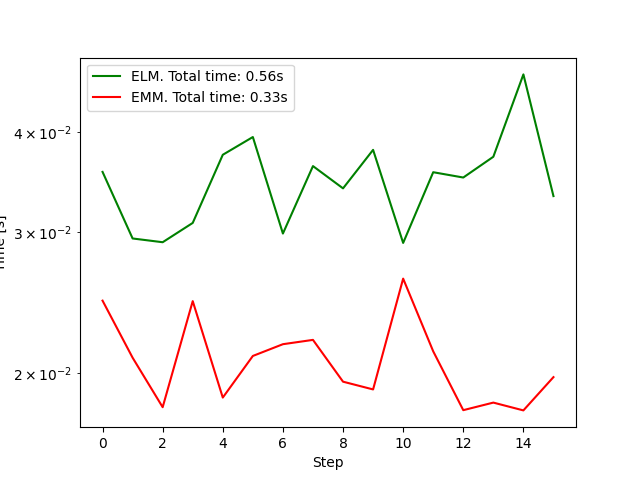 ELM. Total time: 0.56s
EMM. Total time: 0.33s
4 × 10⁻²
3 × 10⁻²
2 × 10⁻²
Time [s]
0 2 4 6 8 10 12 14
Step